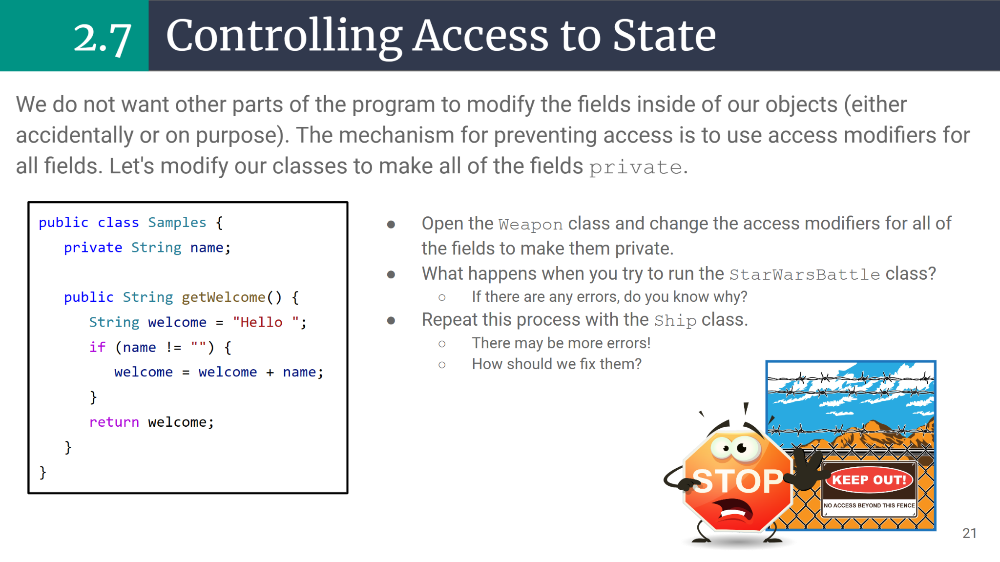 2.7 Controlling Access to State
We do not want other parts of the program to modify the fields inside of our objects (either
accidentally or on purpose). The mechanism for preventing access is to use access modifiers for
all fields. Let's modify our classes to make all of the fields private.
public class Samples {
private String name;
public String getWelcome() {
String welcome = "Hello ";
if (name != "") {
welcome = welcome + name;
}
return welcome;
}
}
● Open the Weapon class and change the access modifiers for all of
the fields to make them private.
● What happens when you try to run the StarWarsBattle class?
○ If there are any errors, do you know why?
● Repeat this process with the Ship class.
○ There may be more errors!
○ How should we fix them?
STOP
KEEP OUT!
NO ACCESS BEYOND THIS FENCE
21